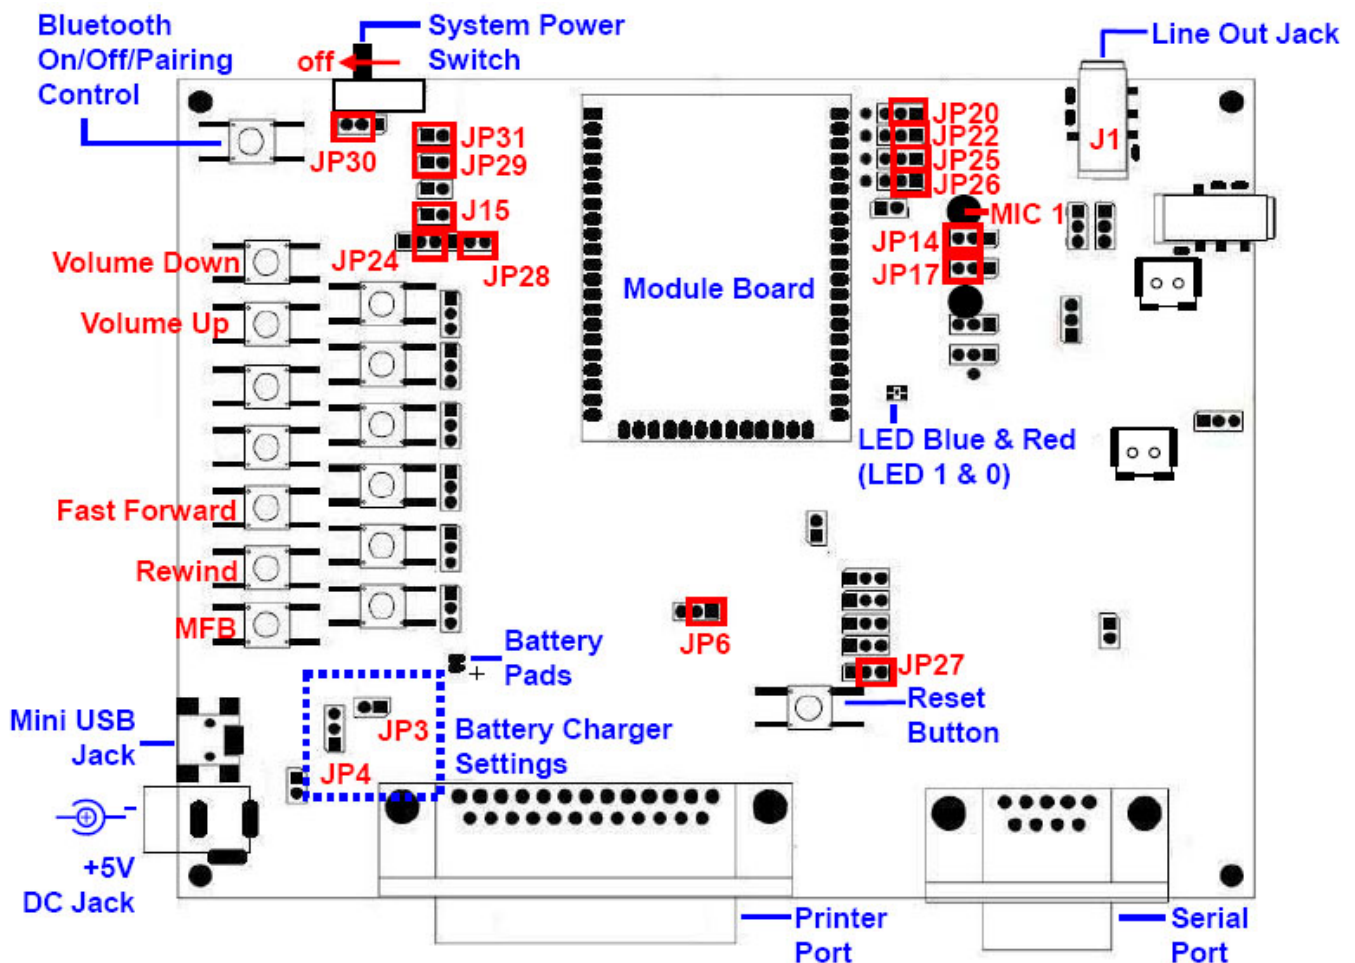 Bluetooth
On/Off/Pairing
Control
System Power
Switch
off
Line Out Jack
J1
JP30
JP31
JP29
J15
JP24
JP28
JP20
JP22
JP25
JP26
MIC 1
JP14
JP17
Volume Down
Volume Up
Module Board
LED Blue & Red
(LED 1 & 0)
Fast Forward
Rewind
MFB
JP6
JP27
Battery
Pads
+
Reset
Button
Mini USB
Jack
JP3
JP4
Battery Charger
Settings
+ -
+5V
DC Jack
Printer
Port
Serial
Port